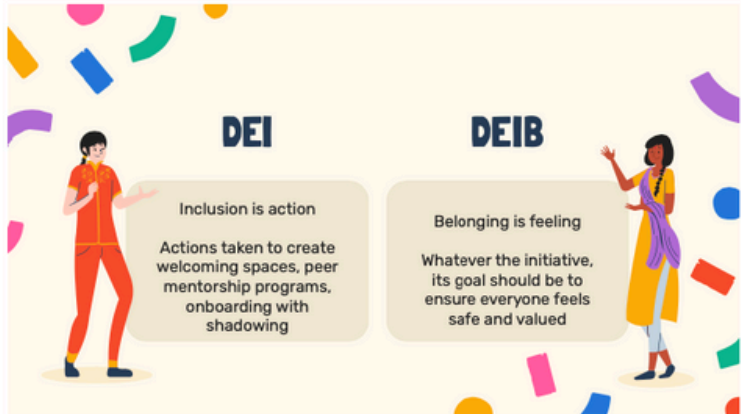 DEI
Inclusion is action
Actions taken to create
welcoming spaces, peer
mentorship programs,
onboarding with
shadowing
DEIB
Belonging is feeling
Whatever the initiative,
its goal should be to
ensure everyone feels
safe and valued